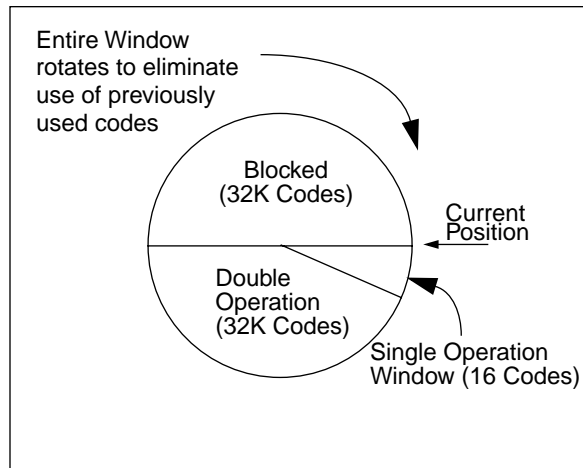 Entire Window
rotates to eliminate
use of previously
used codes
Blocked
(32K Codes)
Current
Position
Double
Operation
(32K Codes)
Single Operation
Window (16 Codes)